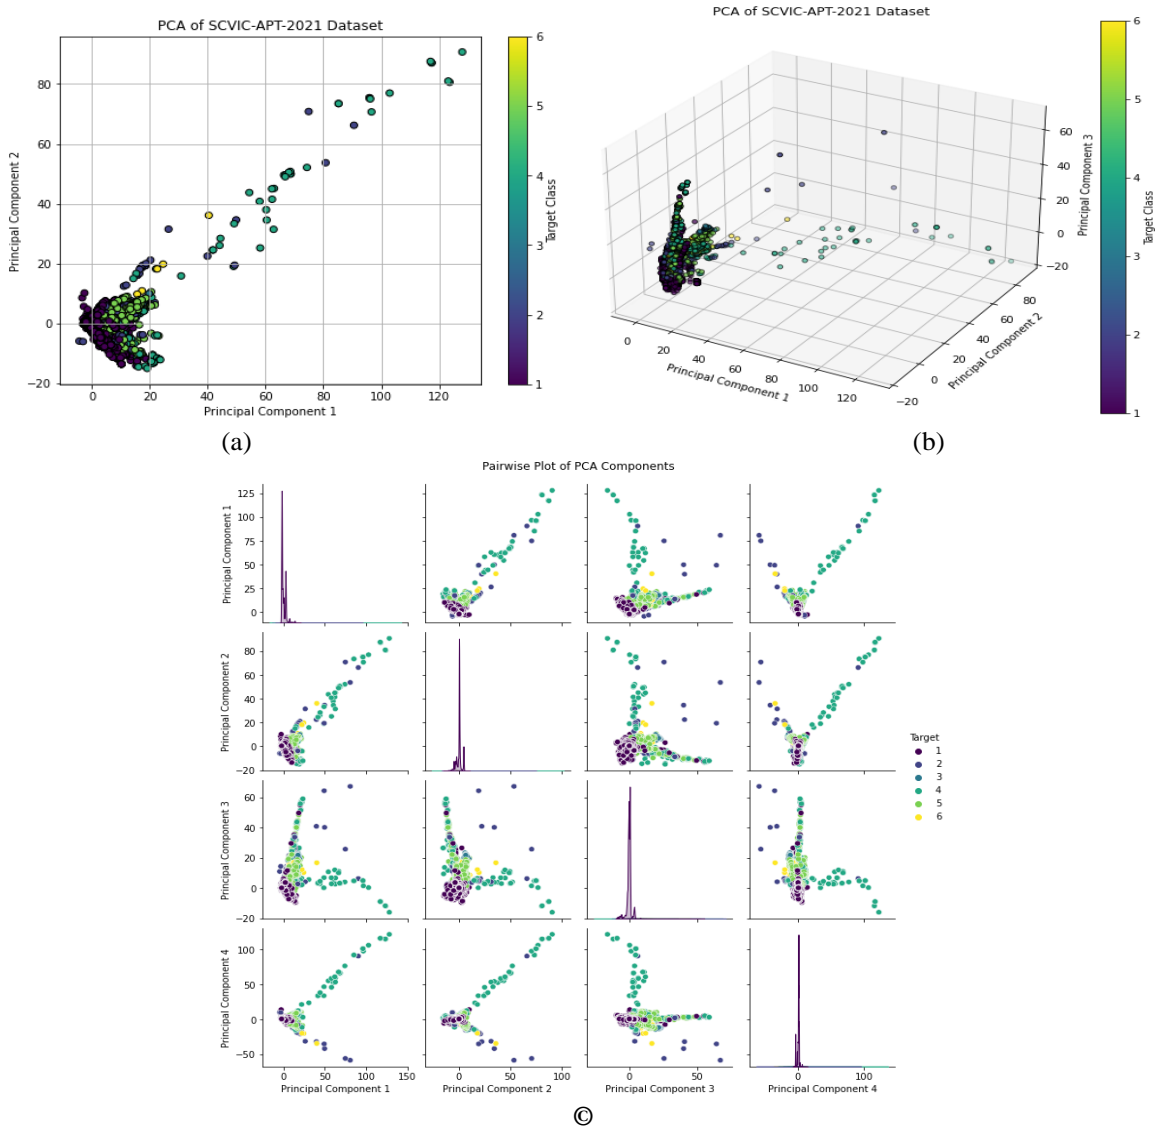 PCA of SCVIC-APT-2021 Dataset
Principal Component 2
80
60
40
20
0
−20
0 20 40 60 80 100 120
Principal Component 1
6
5
4
3
2
1
Target Class
(a)
PCA of SCVIC-APT-2021 Dataset
Principal Component 3
60
40
20
0
−20
Principal Component 2
80
60
40
20
0
−20
0 20 40 60 80 100 120
Principal Component 1
6
5
4
3
2
1
Target Class
(b)
Pairwise Plot of PCA Components
Principal Component 1
125
100
75
50
25
0
Principal Component 2
80
60
40
20
0
−20
Principal Component 3
60
40
20
0
−20
Principal Component 4
100
50
0
−50
0 50 100 150
Principal Component 1
0 50 100
Principal Component 2
0 50
Principal Component 3
0 100
Principal Component 4
Target
1
2
3
4
5
6
©